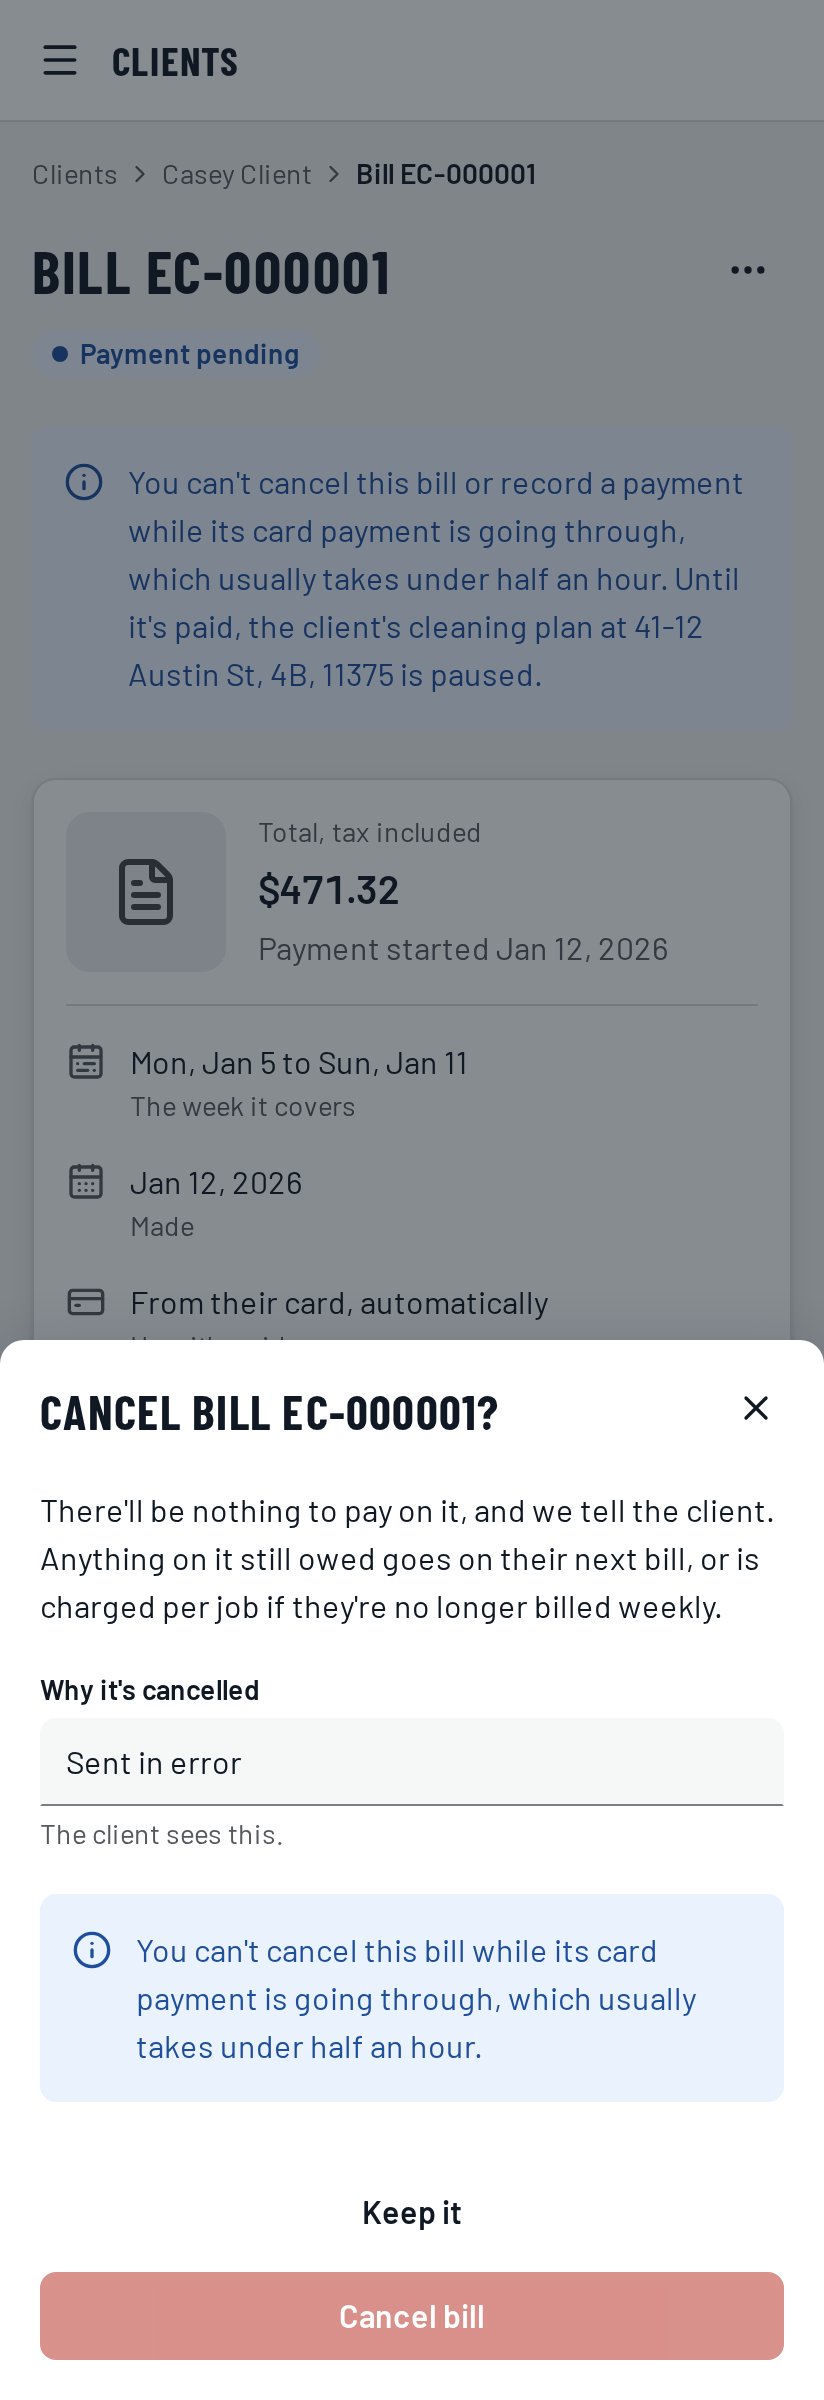 CLIENTS
Clients > Casey Client > Bill EC-000001
BILL EC-000001
Payment pending
You can't cancel this bill or record a payment
while its card payment is going through,
which usually takes under half an hour. Until
it's paid, the client's cleaning plan at 41-12
Austin St, 4B, 11375 is paused.
Total, tax included
$471.32
Payment started Jan 12, 2026
Mon, Jan 5 to Sun, Jan 11
The week it covers
Jan 12, 2026
Made
From their card, automatically
CANCEL BILL EC-000001?
There'll be nothing to pay on it, and we tell the client.
Anything on it still owed goes on their next bill, or is
charged per job if they're no longer billed weekly.
Why it's cancelled
Sent in error
The client sees this.
You can't cancel this bill while its card
payment is going through, which usually
takes under half an hour.
Keep it
Cancel bill